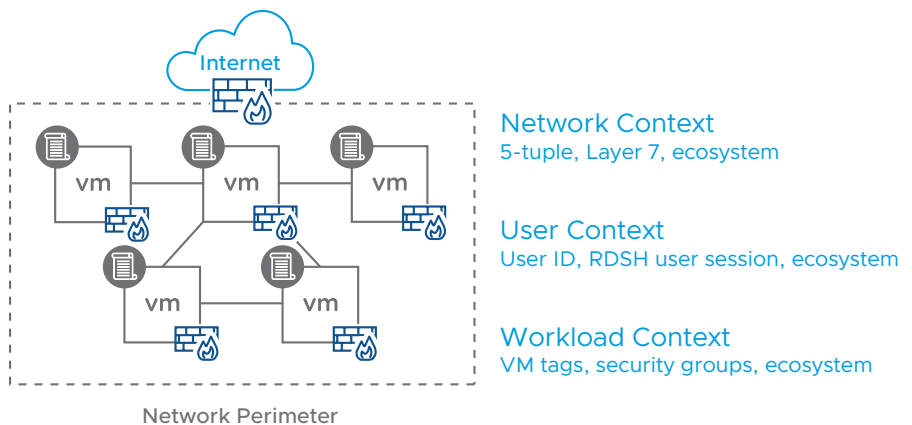 Internet
vm
vm
vm
vm
vm
Network Perimeter
Network Context
5-tuple, Layer 7, ecosystem
User Context
User ID, RDSH user session, ecosystem
Workload Context
VM tags, security groups, ecosystem